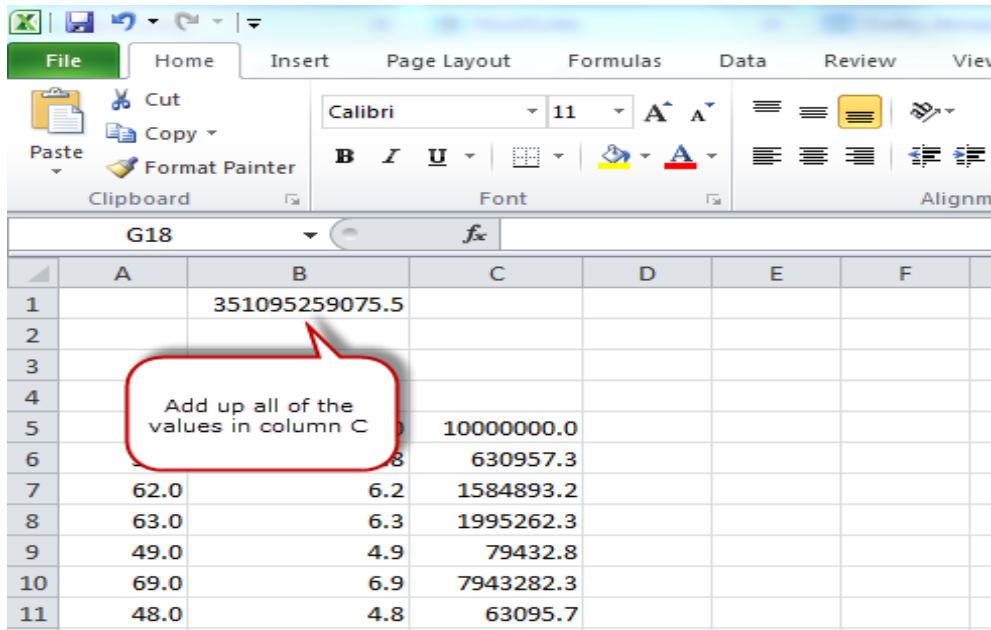 File Home Insert Page Layout Formulas Data Review View
Cut
Copy
Paste
Format Painter
Calibri 11 A A
B I U A
Clipboard Font Alignm
G18 fx
A B C D E F
1 351095259075.5
2
3
4
Add up all of the
values in column C
5 10000000.0
6 630957.3
7 62.0 6.2 1584893.2
8 63.0 6.3 1995262.3
9 49.0 4.9 79432.8
10 69.0 6.9 7943282.3
11 48.0 4.8 63095.7